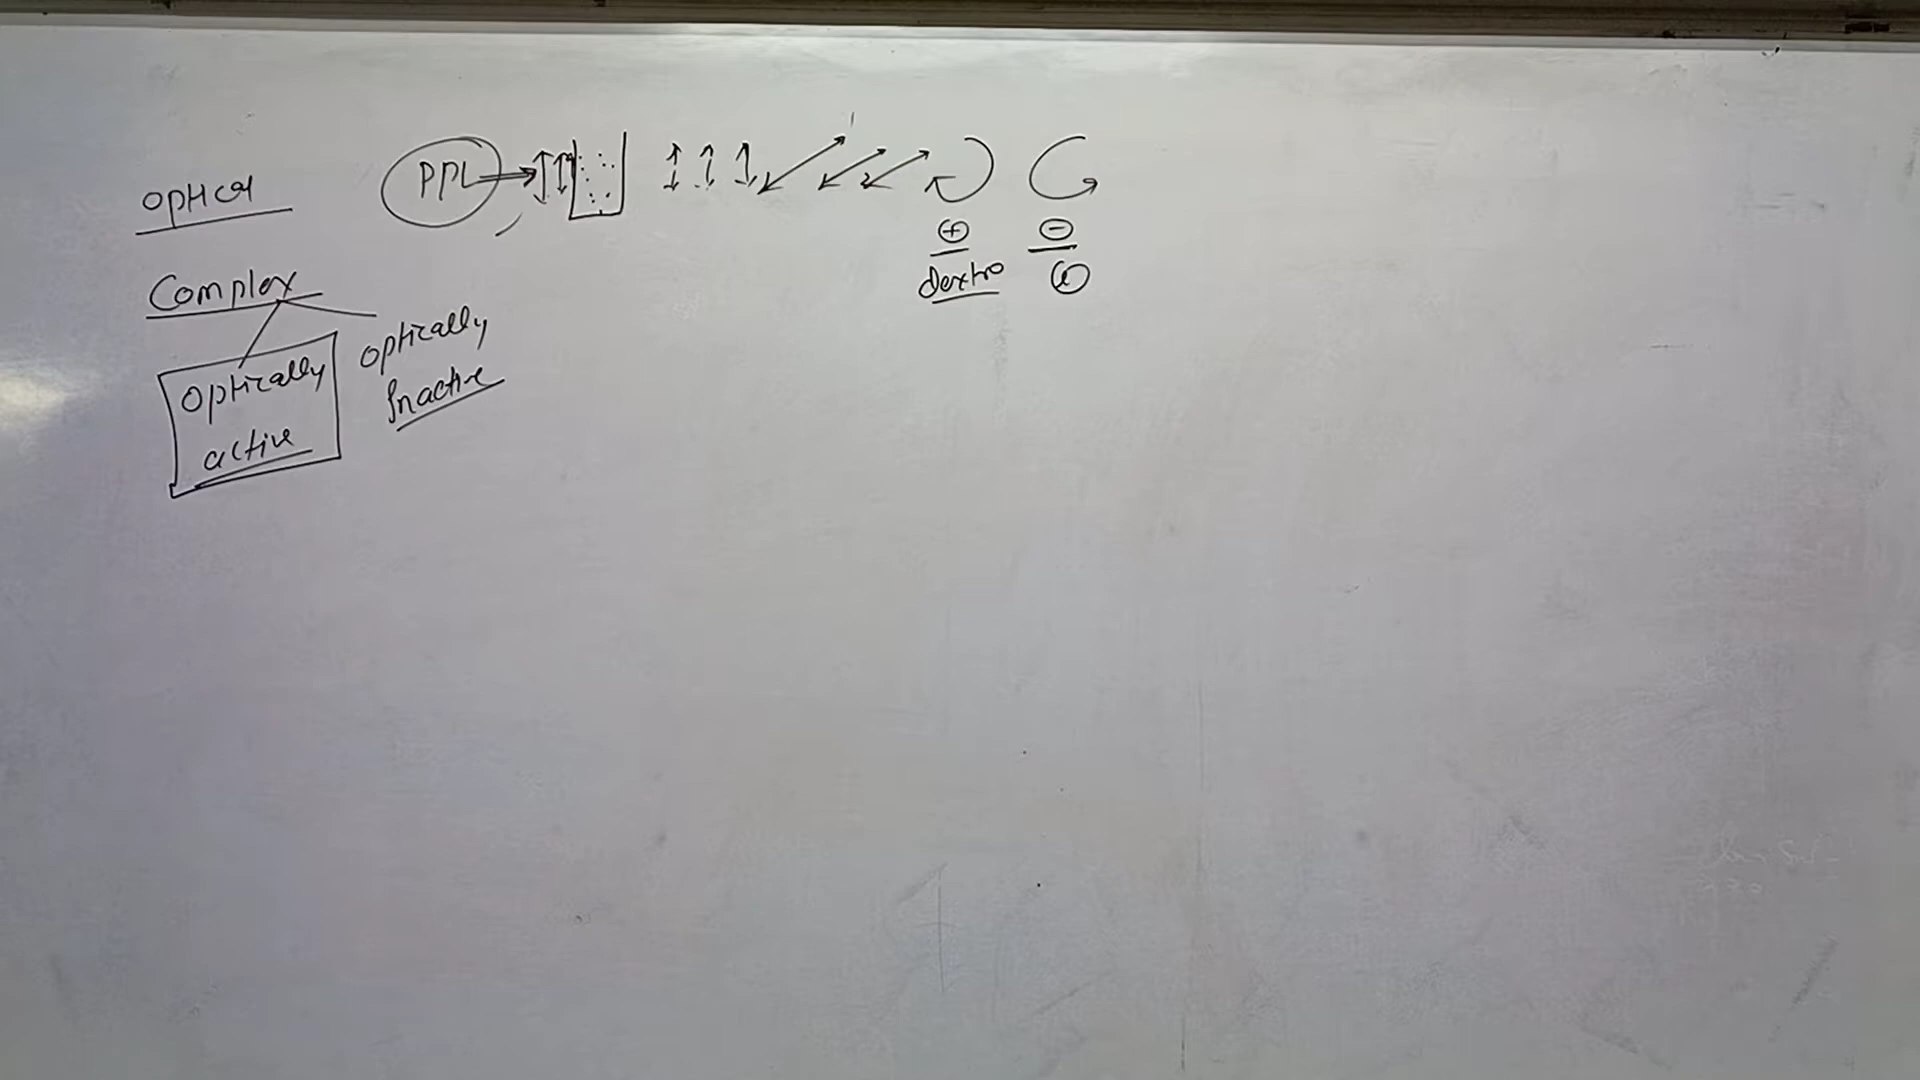 optical
PPL
+ -
dextro l
Complex
optically active
optically Inactive